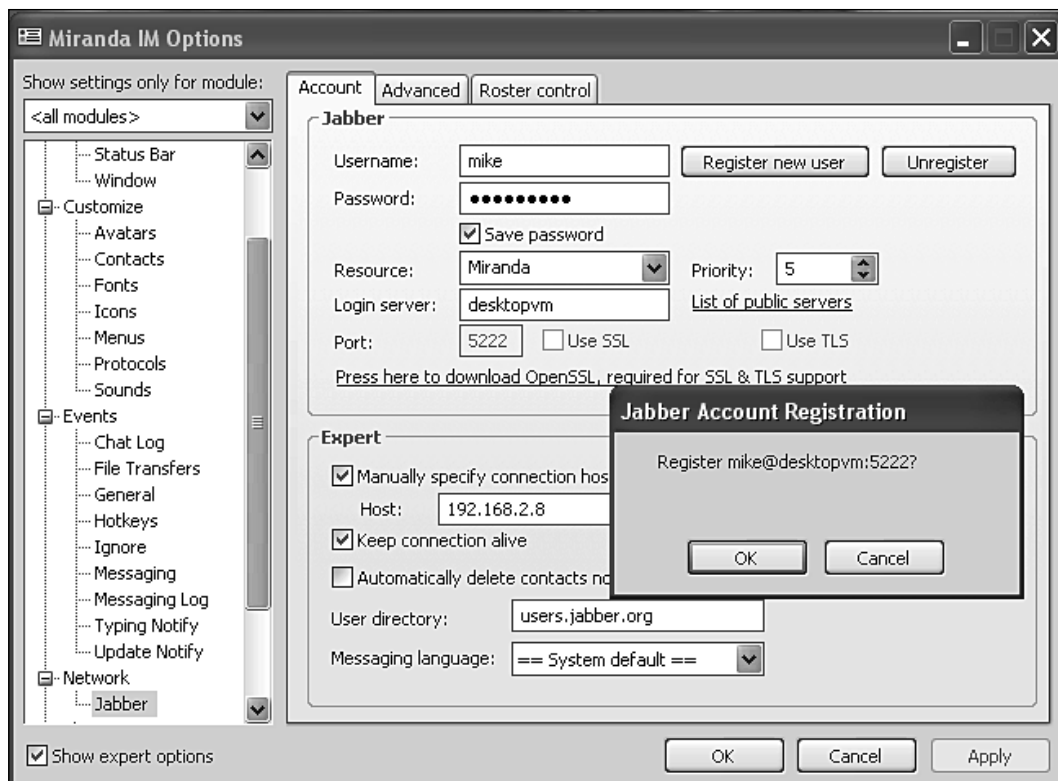 Miranda IM Options
Show settings only for module:
<all modules>
Status Bar
Window
Customize
Avatars
Contacts
Fonts
Icons
Menus
Protocols
Sounds
Events
Chat Log
File Transfers
General
Hotkeys
Ignore
Messaging
Messaging Log
Typing Notify
Update Notify
Network
Jabber
Show expert options
Account Advanced Roster control
Jabber
Username: mike Register new user Unregister
Password: ●●●●●●●●●
Save password
Resource: Miranda Priority: 5
Login server: desktopvm List of public servers
Port: 5222 Use SSL Use TLS
Press here to download OpenSSL, required for SSL & TLS support
Expert
Manually specify connection hos
Host: 192.168.2.8
Keep connection alive
Automatically delete contacts no
User directory: users.jabber.org
Messaging language: == System default ==
Jabber Account Registration
Register mike@desktopvm:5222?
OK Cancel
OK Cancel Apply